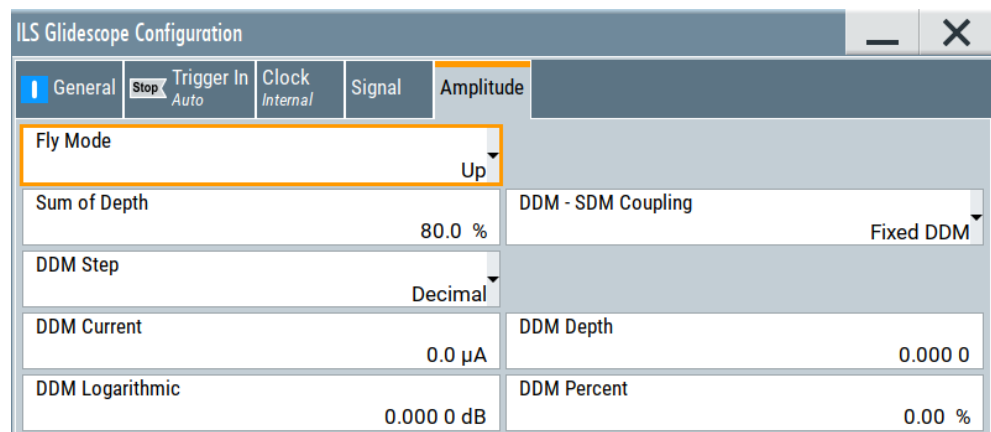 ILS Glidescope Configuration
General Stop Trigger In Auto Clock Internal Signal Amplitude
Fly Mode
Up
Sum of Depth
80.0 %
DDM - SDM Coupling
Fixed DDM
DDM Step
Decimal
DDM Current
0.0 µA
DDM Depth
0.000 0
DDM Logarithmic
0.000 0 dB
DDM Percent
0.00 %